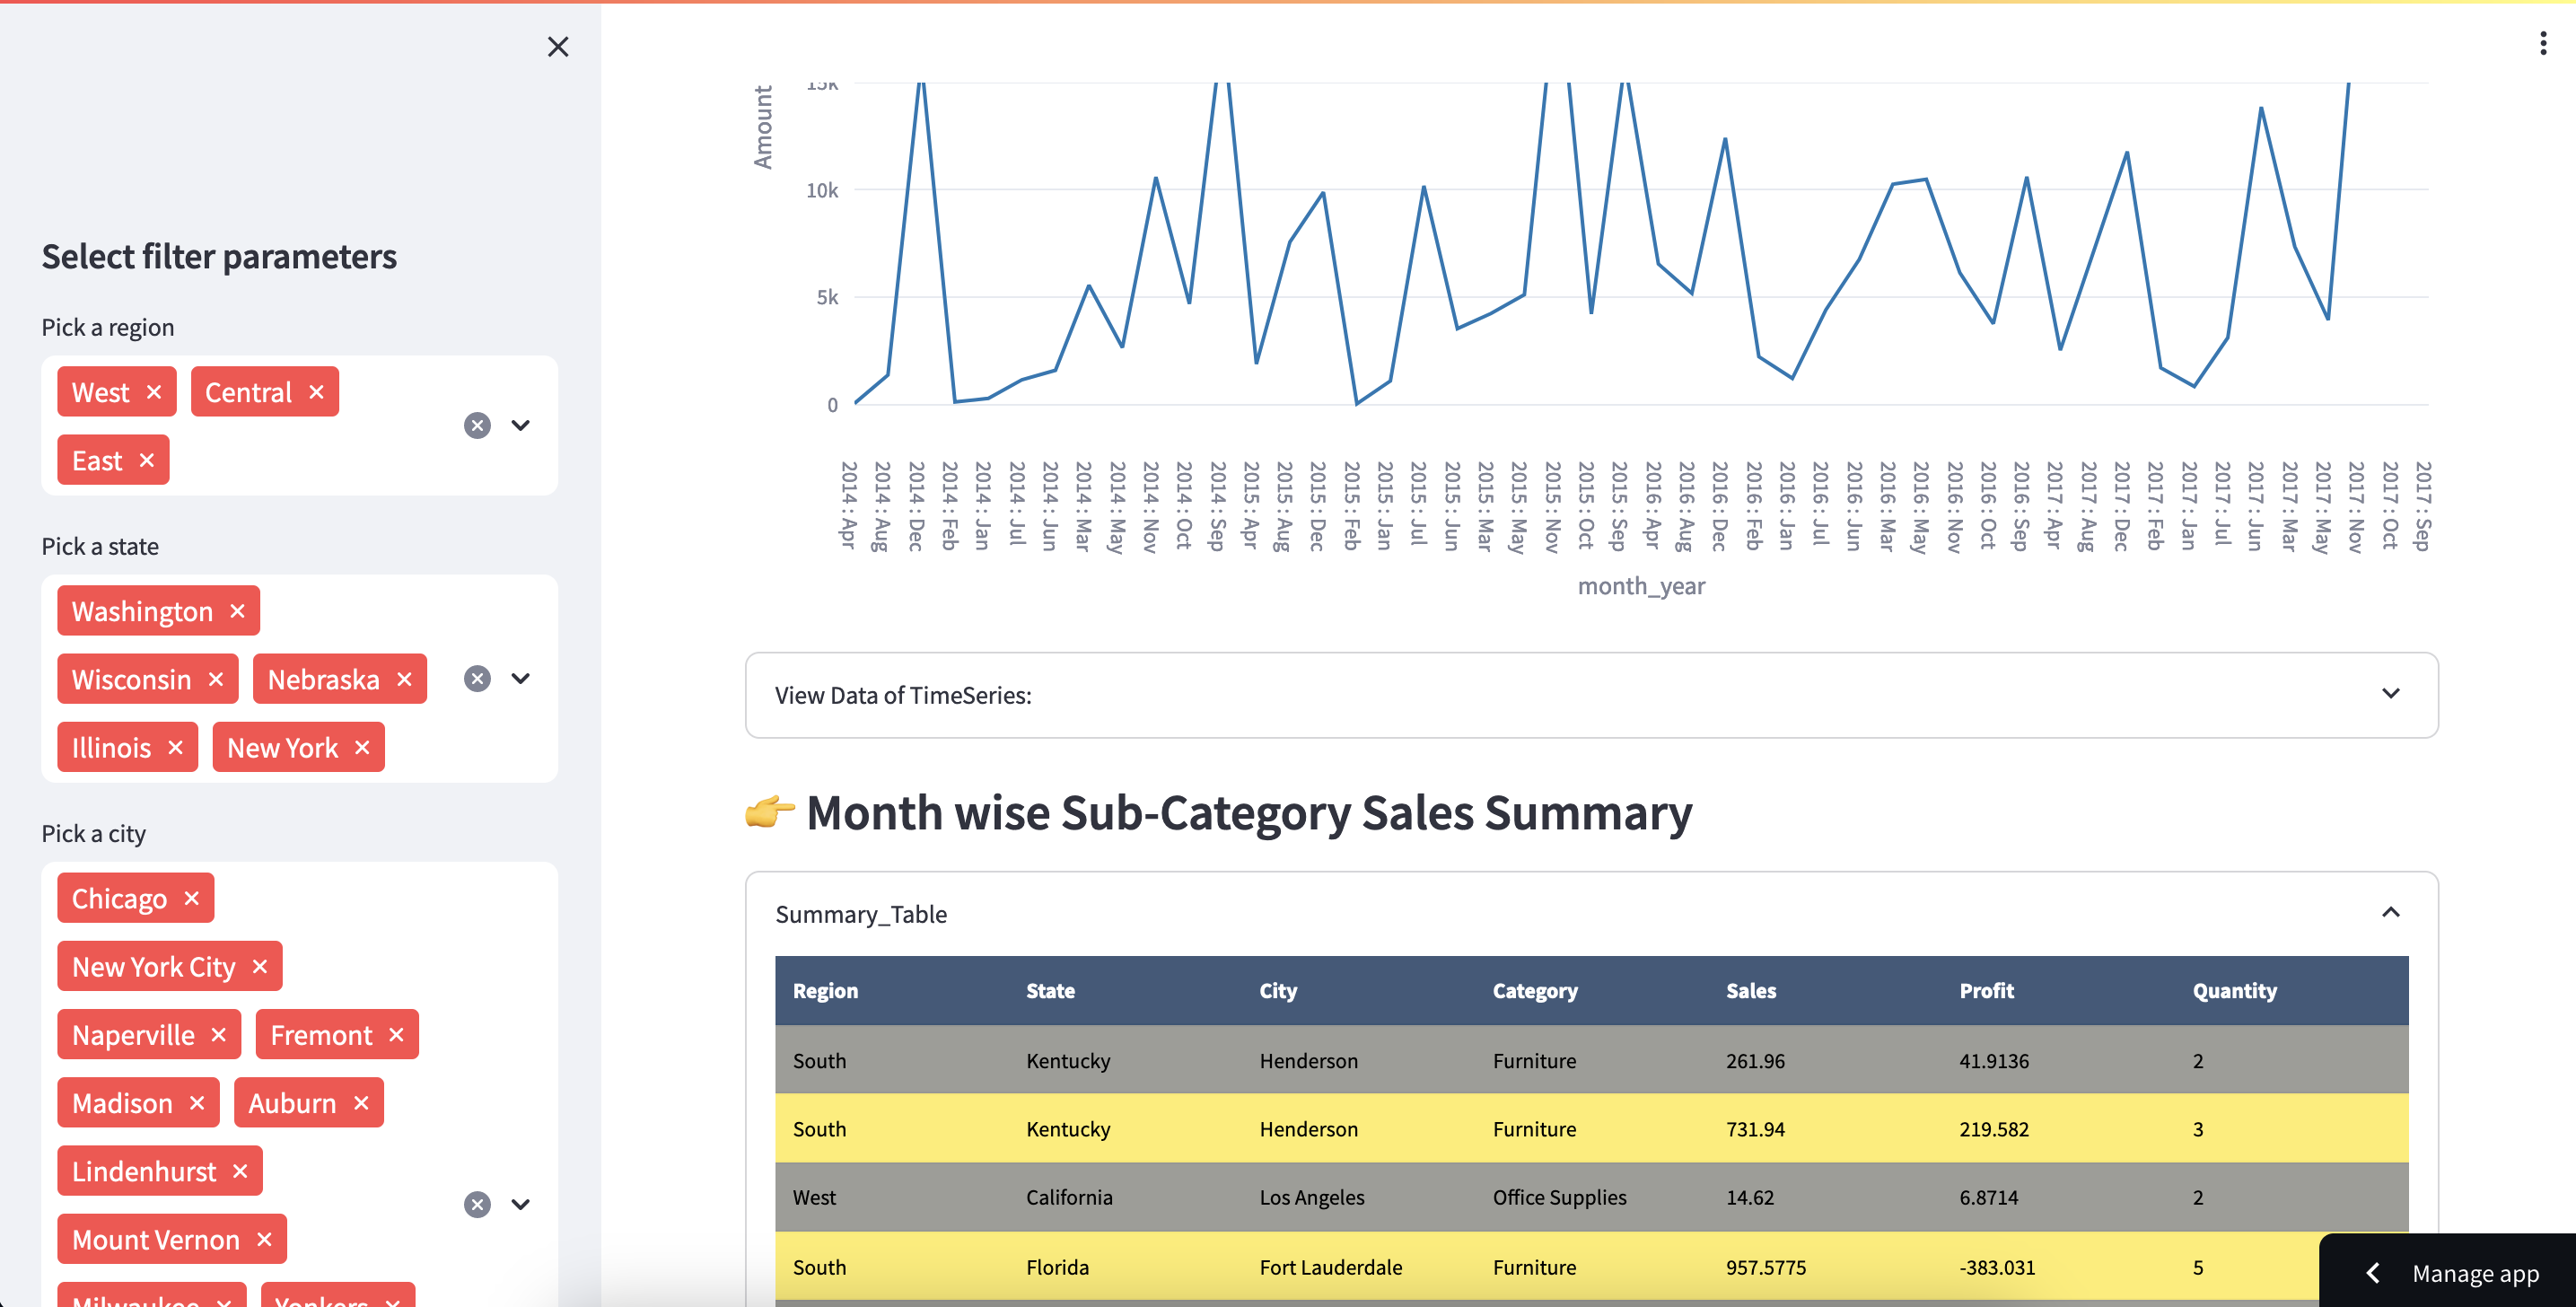 Select filter parameters
Pick a region
West
Central
East
Pick a state
Washington
Wisconsin
Nebraska
Illinois
New York
Pick a city
Chicago
New York City
Naperville
Fremont
Madison
Auburn
Lindenhurst
Mount Vernon
Milwaukee
Yonkers
Amount
15k
10k
5k
0
2014 : Apr
2014 : Aug
2014 : Dec
2014 : Feb
2014 : Jan
2014 : Jul
2014 : Jun
2014 : Mar
2014 : May
2014 : Nov
2014 : Oct
2014 : Sep
2015 : Apr
2015 : Aug
2015 : Dec
2015 : Feb
2015 : Jan
2015 : Jul
2015 : Jun
2015 : Mar
2015 : May
2015 : Nov
2015 : Oct
2015 : Sep
2016 : Apr
2016 : Aug
2016 : Dec
2016 : Feb
2016 : Jan
2016 : Jul
2016 : Jun
2016 : Mar
2016 : May
2016 : Nov
2016 : Oct
2016 : Sep
2017 : Apr
2017 : Aug
2017 : Dec
2017 : Feb
2017 : Jan
2017 : Jul
2017 : Jun
2017 : Mar
2017 : May
2017 : Nov
2017 : Oct
2017 : Sep
month_year
View Data of TimeSeries:
👉 Month wise Sub-Category Sales Summary
Summary_Table
Region State City Category Sales Profit Quantity
South Kentucky Henderson Furniture 261.96 41.9136 2
South Kentucky Henderson Furniture 731.94 219.582 3
West California Los Angeles Office Supplies 14.62 6.8714 2
South Florida Fort Lauderdale Furniture 957.5775 -383.031 5
Manage app